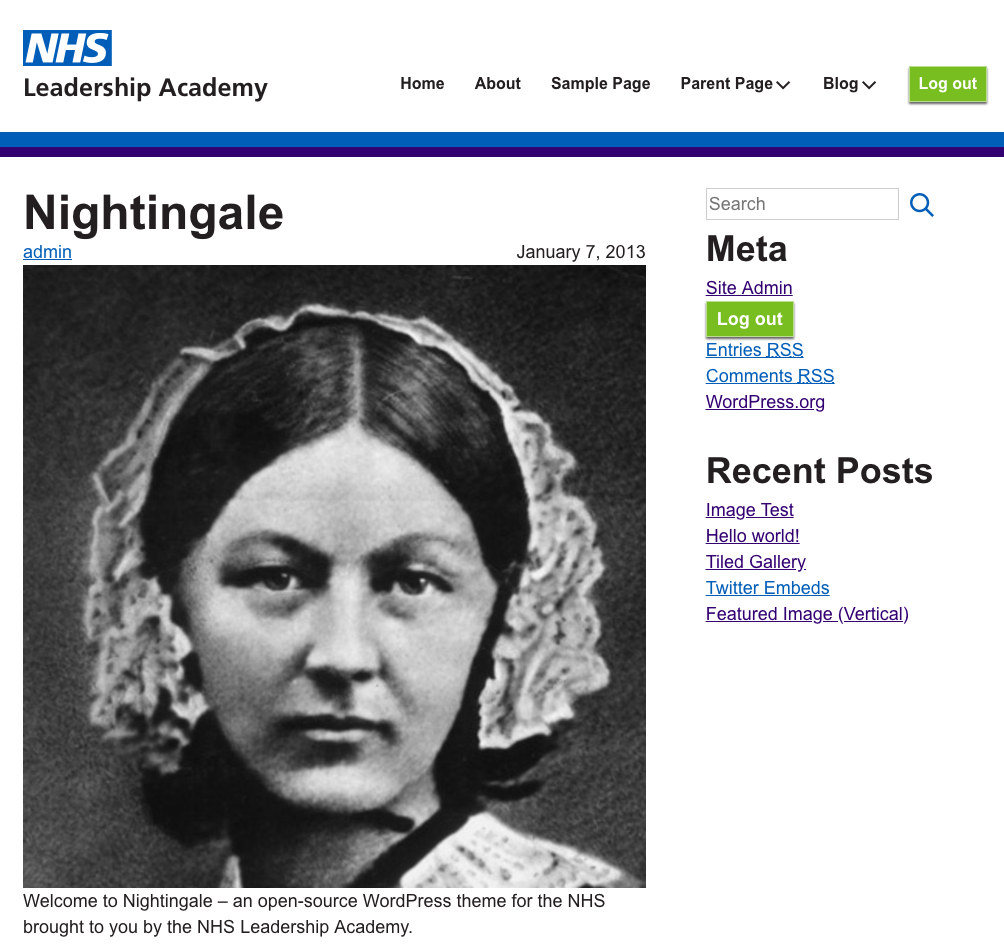 NHS
Leadership Academy
Home About Sample Page Parent Page Blog Log out
Nightingale
admin January 7, 2013
Welcome to Nightingale – an open-source WordPress theme for the NHS
brought to you by the NHS Leadership Academy.
Search
Meta
Site Admin
Log out
Entries RSS
Comments RSS
WordPress.org
Recent Posts
Image Test
Hello world!
Tiled Gallery
Twitter Embeds
Featured Image (Vertical)